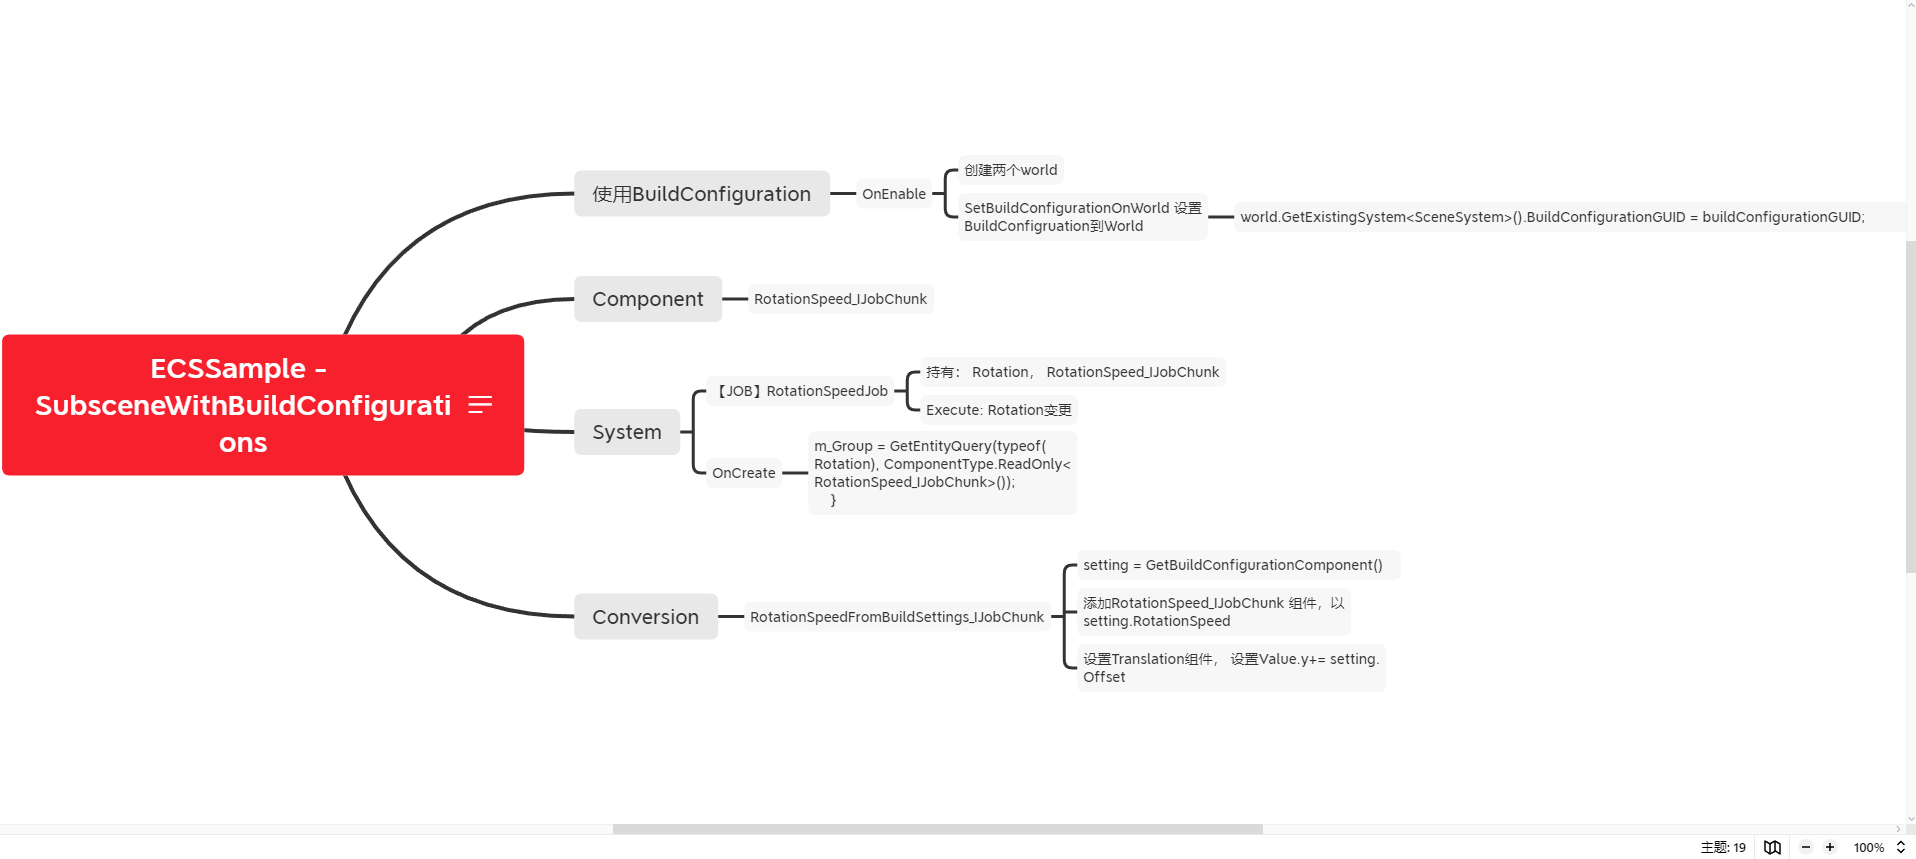 创建两个world
使用BuildConfiguration
OnEnable
SetBuildConfigurationOnWorld 设置
BuildConfigruation到World
world.GetExistingSystem<SceneSystem>().BuildConfigurationGUID = buildConfigurationGUID;
Component
RotationSpeed_IJobChunk
ECSSample -
SubsceneWithBuildConfigurati
ons
System
【JOB】RotationSpeedJob
持有： Rotation， RotationSpeed_IJobChunk
Execute: Rotation变更
OnCreate
m_Group = GetEntityQuery(typeof(
Rotation), ComponentType.ReadOnly<
RotationSpeed_IJobChunk>());
}
Conversion
RotationSpeedFromBuildSettings_IJobChunk
setting = GetBuildConfigurationComponent()
添加RotationSpeed_IJobChunk 组件，以
setting.RotationSpeed
设置Translation组件， 设置Value.y+= setting.
Offset
主题: 19
100%